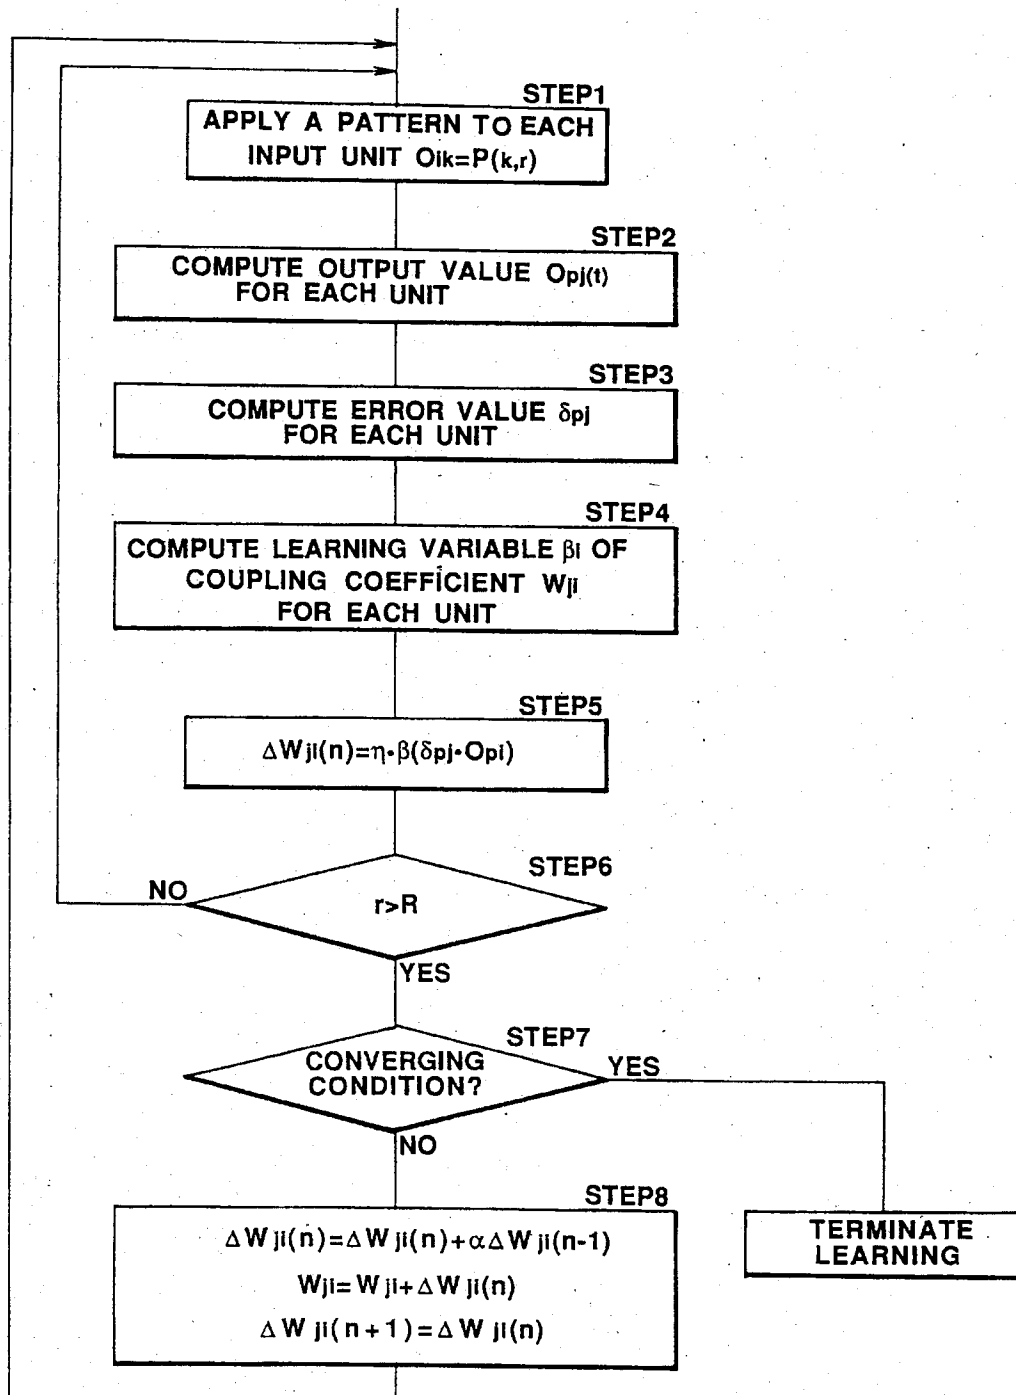 STEP1
APPLY A PATTERN TO EACH
INPUT UNIT Oik=P(k,r)
STEP2
COMPUTE OUTPUT VALUE Opj(t)
FOR EACH UNIT
STEP3
COMPUTE ERROR VALUE δpj
FOR EACH UNIT
STEP4
COMPUTE LEARNING VARIABLE βi OF
COUPLING COEFFICIENT Wji
FOR EACH UNIT
STEP5
ΔWji(n)=η·β(δpj·Opi)
STEP6
NO
r>R
YES
STEP7
CONVERGING
CONDITION?
YES
NO
STEP8
ΔWji(n)=ΔWji(n)+αΔWji(n-1)
Wji=Wji+ΔWji(n)
ΔWji(n+1)=ΔWji(n)
TERMINATE
LEARNING